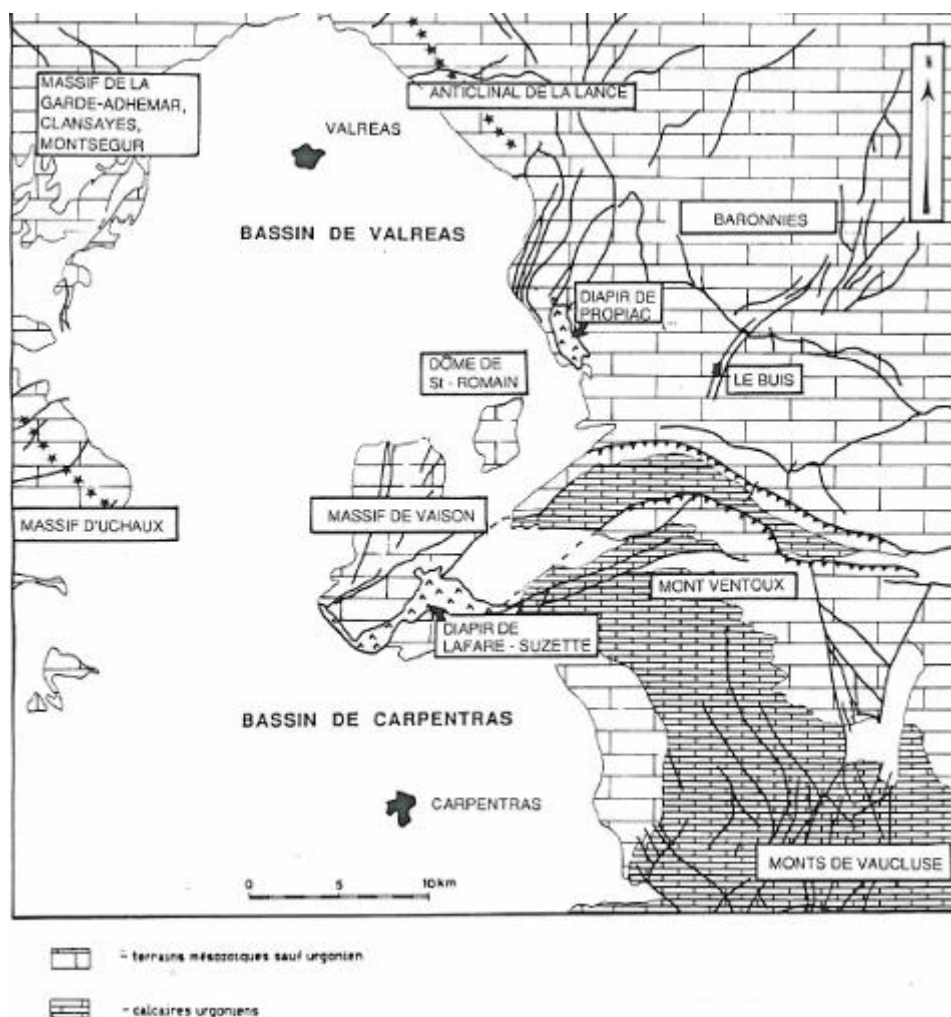 MASSIF DE LA
GARDE-ADHEMAR,
CLANSAYES,
MONTSEGUR
ANTICLINAL DE LA LANCE
VALREAS
BARONNIES
BASSIN DE VALREAS
DIAPIR DE
PROPIAC
DÔME DE
St - ROMAIN
LE BUIS
MASSIF D'UCHAUX
MASSIF DE VAISON
MONT VENTOUX
DIAPIR DE
LAFARE - SUZETTE
BASSIN DE CARPENTRAS
CARPENTRAS
MONTS DE VAUCLUSE
0 5 10 km
- terrains mésozoïques sauf urgonien
- calcaires urgoniens